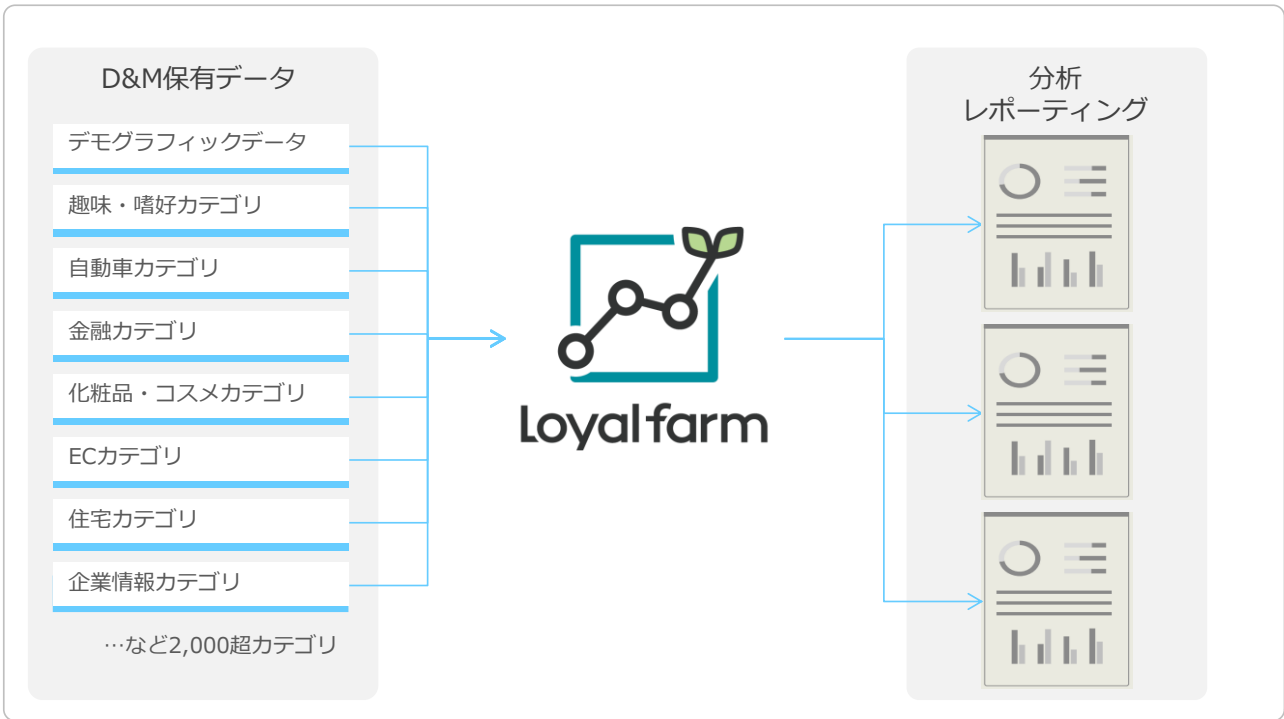 D&M保有データ
デモグラフィックデータ
趣味・嗜好カテゴリ
自動車カテゴリ
金融カテゴリ
化粧品・コスメカテゴリ
ECカテゴリ
住宅カテゴリ
企業情報カテゴリ
…など2,000超カテゴリ
Loyalfarm
分析
レポーティング